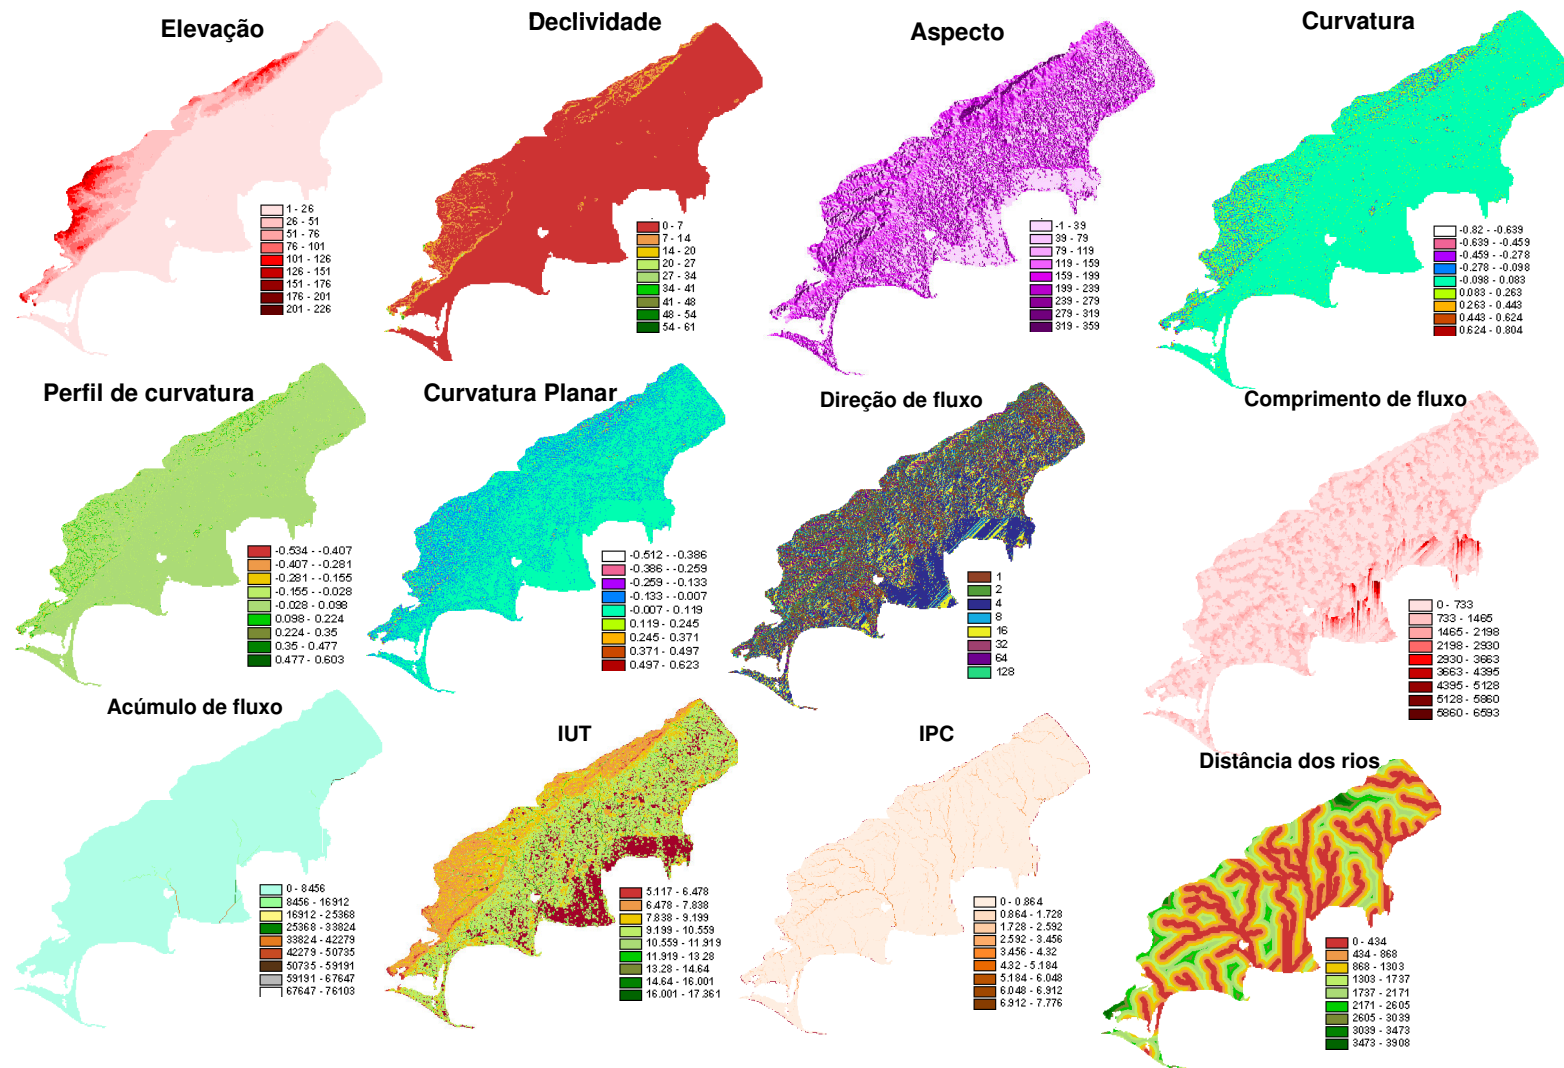 Elevação
1 - 26
26 - 51
51 - 76
76 - 101
101 - 126
126 - 151
151 - 176
176 - 201
201 - 226
Declividade
0 - 7
7 - 14
14 - 20
20 - 27
27 - 34
34 - 41
41 - 48
48 - 54
54 - 61
Aspecto
-1 - 39
39 - 79
79 - 119
119 - 159
159 - 199
199 - 239
239 - 279
279 - 319
319 - 359
Curvatura
-0.82 - -0.639
-0.639 - -0.459
-0.459 - -0.278
-0.278 - -0.098
-0.098 - 0.083
0.083 - 0.263
0.263 - 0.443
0.443 - 0.624
0.624 - 0.804
Perfil de curvatura
-0.534 - -0.407
-0.407 - -0.281
-0.281 - -0.155
-0.155 - -0.028
-0.028 - 0.098
0.098 - 0.224
0.224 - 0.35
0.35 - 0.477
0.477 - 0.603
Curvatura Planar
-0.512 - -0.386
-0.386 - -0.259
-0.259 - -0.133
-0.133 - -0.007
-0.007 - 0.119
0.119 - 0.245
0.245 - 0.371
0.371 - 0.497
0.497 - 0.623
Direção de fluxo
1
2
4
8
16
32
64
128
Comprimento de fluxo
0 - 733
733 - 1465
1465 - 2198
2198 - 2930
2930 - 3663
3663 - 4395
4395 - 5128
5128 - 5860
5860 - 6593
Acúmulo de fluxo
0 - 8456
8456 - 16912
16912 - 25368
25368 - 33824
33824 - 42279
42279 - 50735
50735 - 59191
59191 - 67647
67647 - 76103
IUT
5.117 - 6.478
6.478 - 7.838
7.838 - 9.199
9.199 - 10.559
10.559 - 11.919
11.919 - 13.28
13.28 - 14.64
14.64 - 16.001
16.001 - 17.361
IPC
0 - 0.864
0.864 - 1.728
1.728 - 2.592
2.592 - 3.456
3.456 - 4.32
4.32 - 5.184
5.184 - 6.048
6.048 - 6.912
6.912 - 7.776
Distância dos rios
0 - 434
434 - 868
868 - 1303
1303 - 1737
1737 - 2171
2171 - 2605
2605 - 3039
3039 - 3473
3473 - 3908